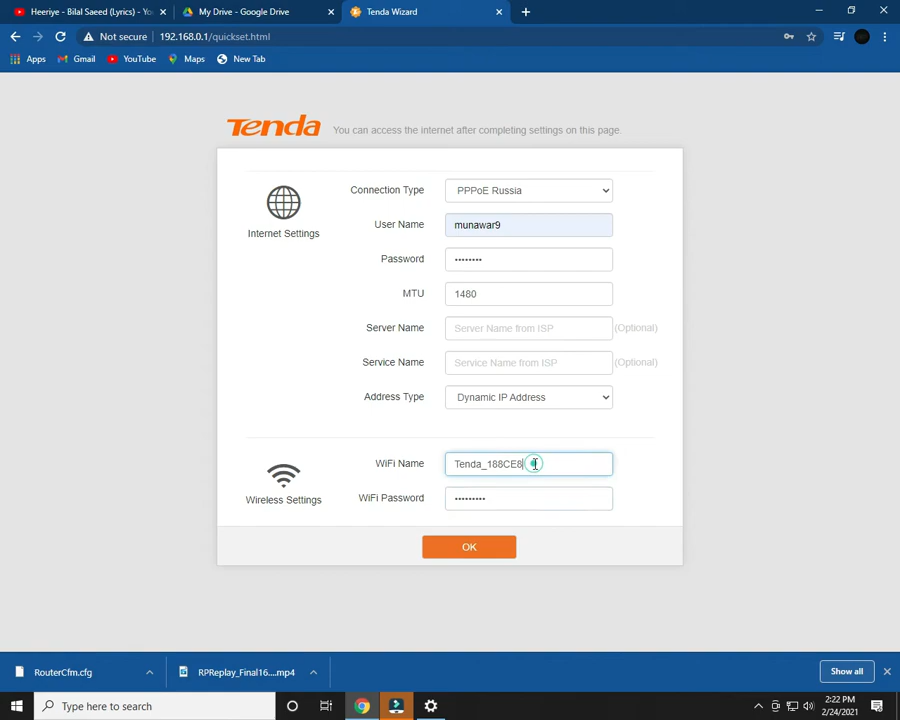 Heeriye - Bilal Saeed (Lyrics) - Yo
My Drive - Google Drive
Tenda Wizard
Not secure
192.168.0.1/quickset.html
Apps
Gmail
YouTube
Maps
New Tab
Tenda
You can access the internet after completing settings on this page.
Connection Type
PPPoE Russia
User Name
munawar9
Internet Settings
Password
••••••••
MTU
1480
Server Name
Server Name from ISP
(Optional)
Service Name
Service Name from ISP
(Optional)
Address Type
Dynamic IP Address
WiFi Name
Tenda_188CE8
Wireless Settings
WiFi Password
•••••••••
OK
RouterCfm.cfg
RPReplay_Final16....mp4
Show all
Type here to search
2:22 PM
2/24/2021